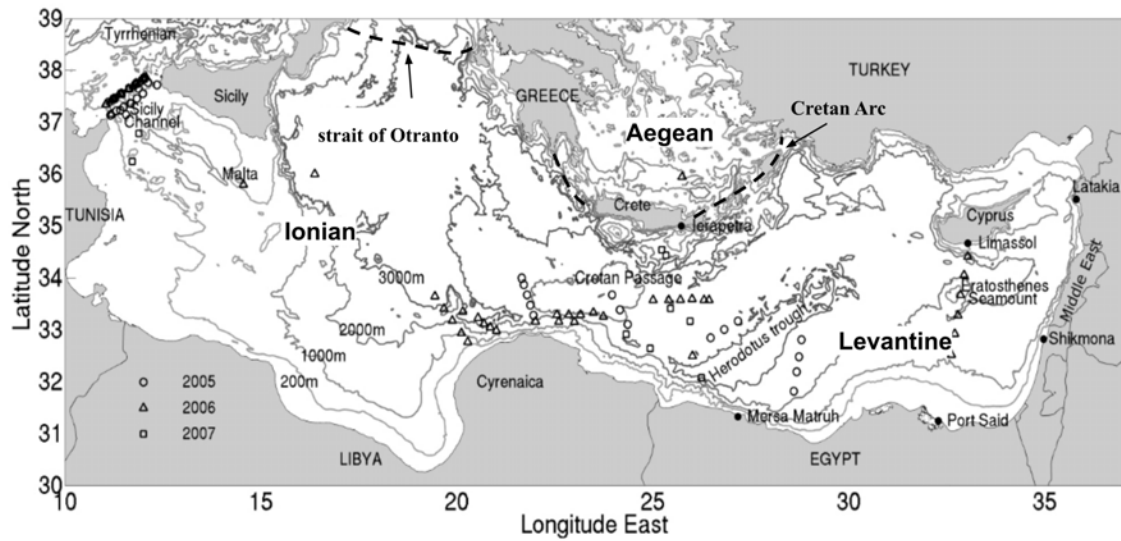 39
38
37
36
35
34
33
32
31
30
Latitude North
10
15
20
25
30
35
Longitude East
Tyrrhenian
Sicily
Sicily
Channel
Malta
TUNISIA
strait of Otranto
GREECE
Aegean
TURKEY
Cretan Arc
Crete
Ierapetra
Cyprus
Limassol
Latakia
Middle East
Ionian
3000m
2000m
1000m
200m
Cretan Passage
Eratosthenes
Seamount
Herodotus trough
Levantine
Shikmona
Cyrenaica
Mersa Matruh
Port Said
LIBYA
EGYPT
2005
2006
2007